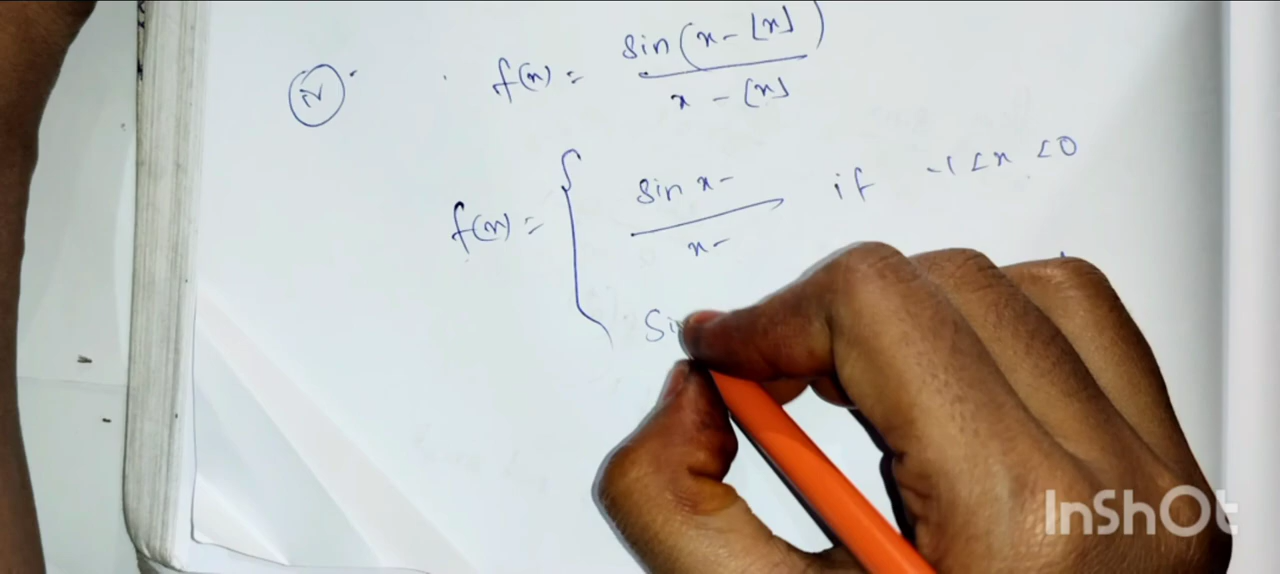 (iv) f(x) = sin(x-⌊x⌋) / x-⌊x⌋
f(x) = { sin x- / x- if -1<x<0
Si
InShOt